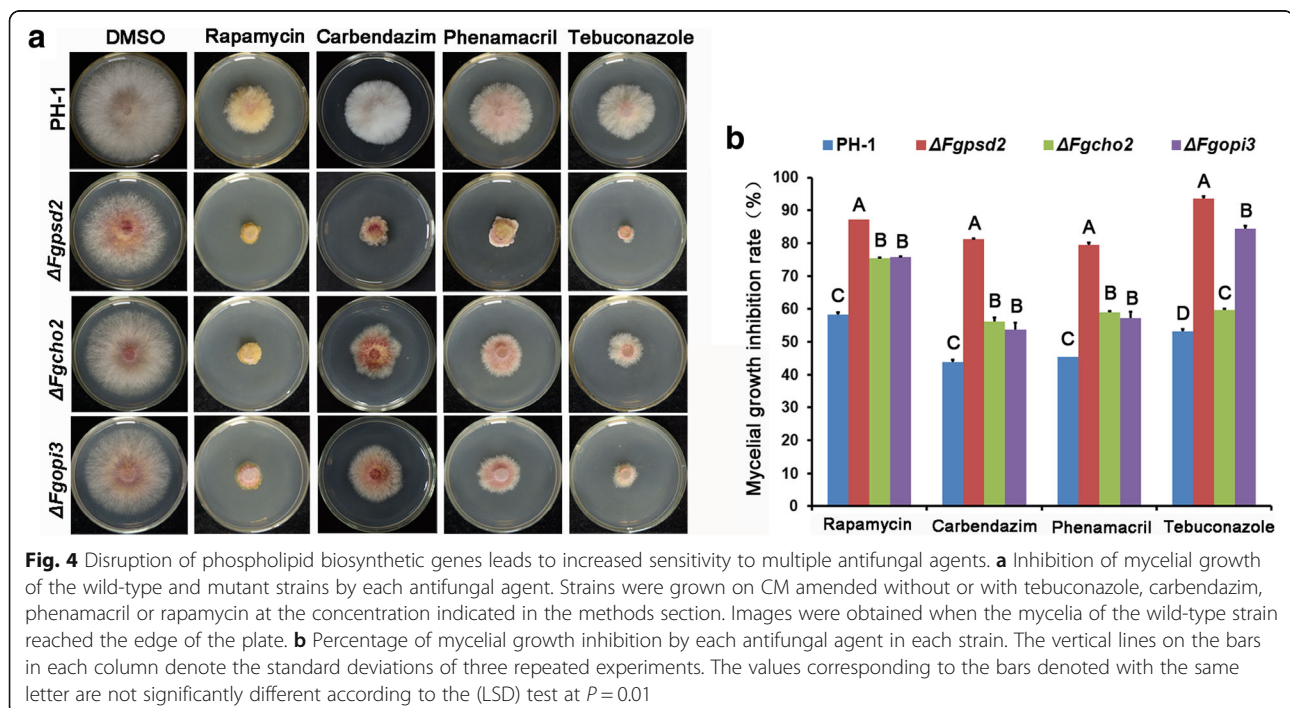 a
DMSO Rapamycin Carbendazim Phenamacril Tebuconazole
PH-1
ΔFgpsd2
ΔFgcho2
ΔFgopi3
b
PH-1 ΔFgpsd2 ΔFgcho2 ΔFgopi3
Mycelial growth inhibition rate (%)
100
90
80
70
60
50
40
30
20
10
0
C A B B
C A B B
C A B B
D A C B
Rapamycin Carbendazim Phenamacril Tebuconazole
Fig. 4 Disruption of phospholipid biosynthetic genes leads to increased sensitivity to multiple antifungal agents. a Inhibition of mycelial growth
of the wild-type and mutant strains by each antifungal agent. Strains were grown on CM amended without or with tebuconazole, carbendazim,
phenamacril or rapamycin at the concentration indicated in the methods section. Images were obtained when the mycelia of the wild-type strain
reached the edge of the plate. b Percentage of mycelial growth inhibition by each antifungal agent in each strain. The vertical lines on the bars
in each column denote the standard deviations of three repeated experiments. The values corresponding to the bars denoted with the same
letter are not significantly different according to the (LSD) test at P = 0.01